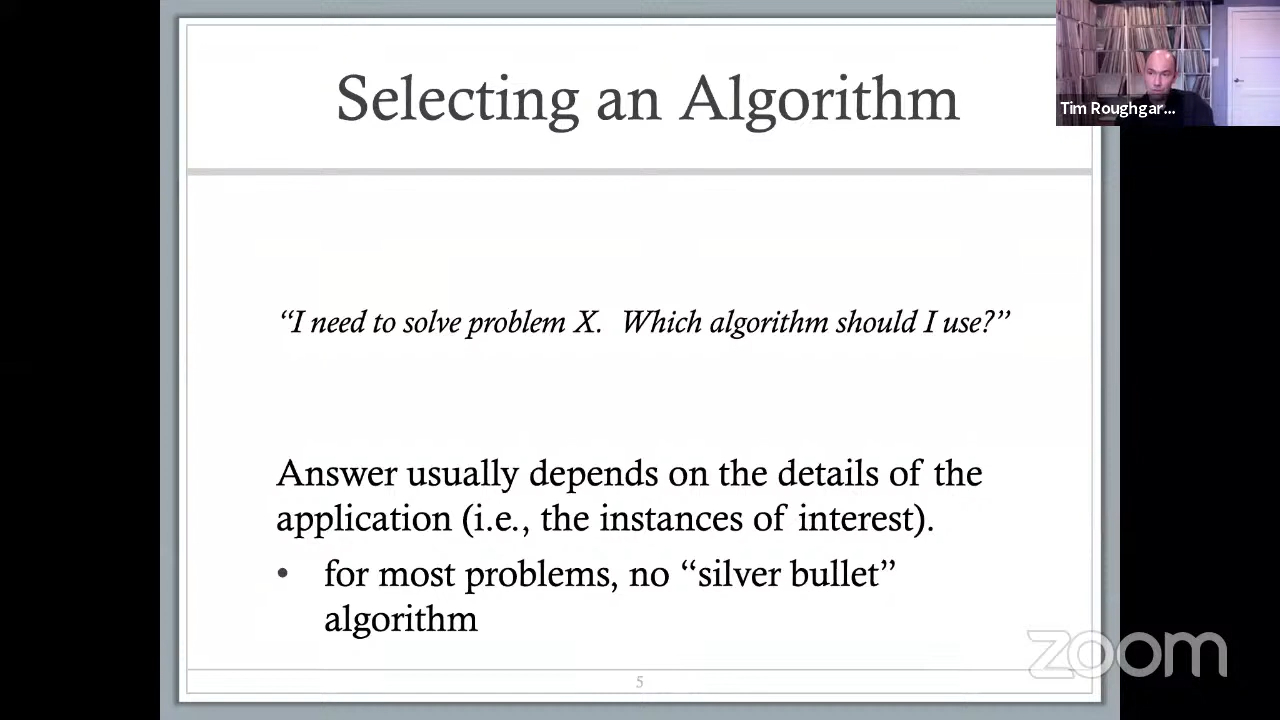 Selecting an Algorithm
Tim Roughgar...
“I need to solve problem X. Which algorithm should I use?”
Answer usually depends on the details of the
application (i.e., the instances of interest).
• for most problems, no “silver bullet”
algorithm
zoom
5